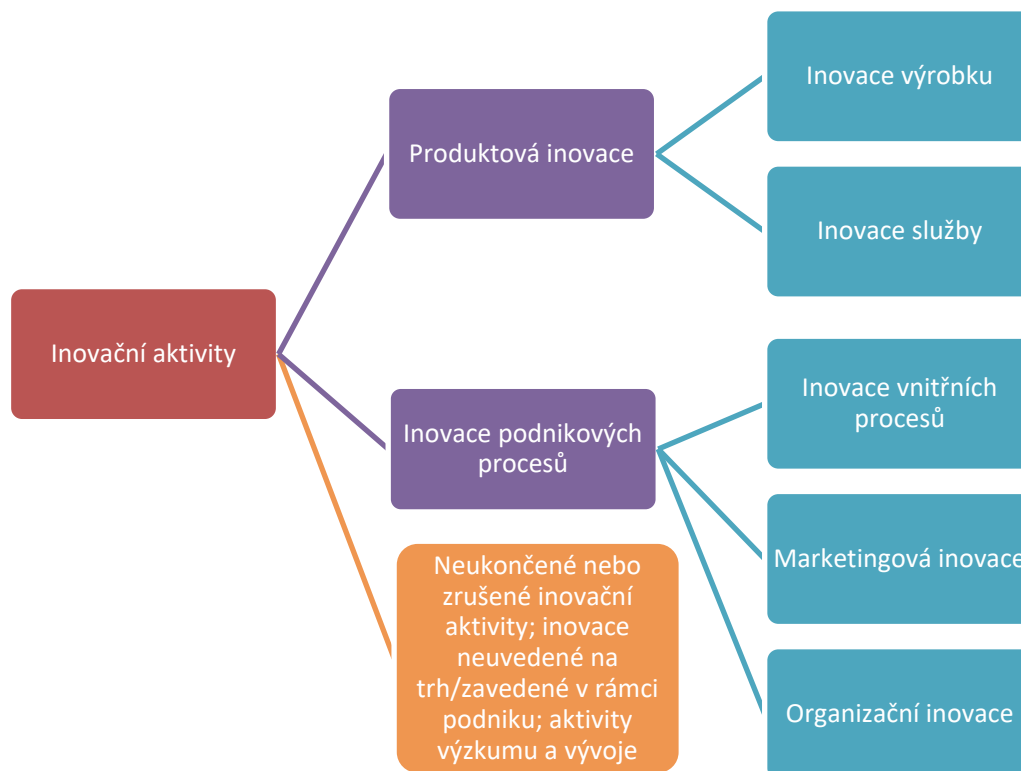 Inovační aktivity
Produktová inovace
Inovace výrobku
Inovace služby
Inovace podnikových
procesů
Inovace vnitřních
procesů
Marketingová inovace
Organizační inovace
Neukončené nebo
zrušené inovační
aktivity; inovace
neuvedené na
trh/zavedené v rámci
podniku; aktivity
výzkumu a vývoje